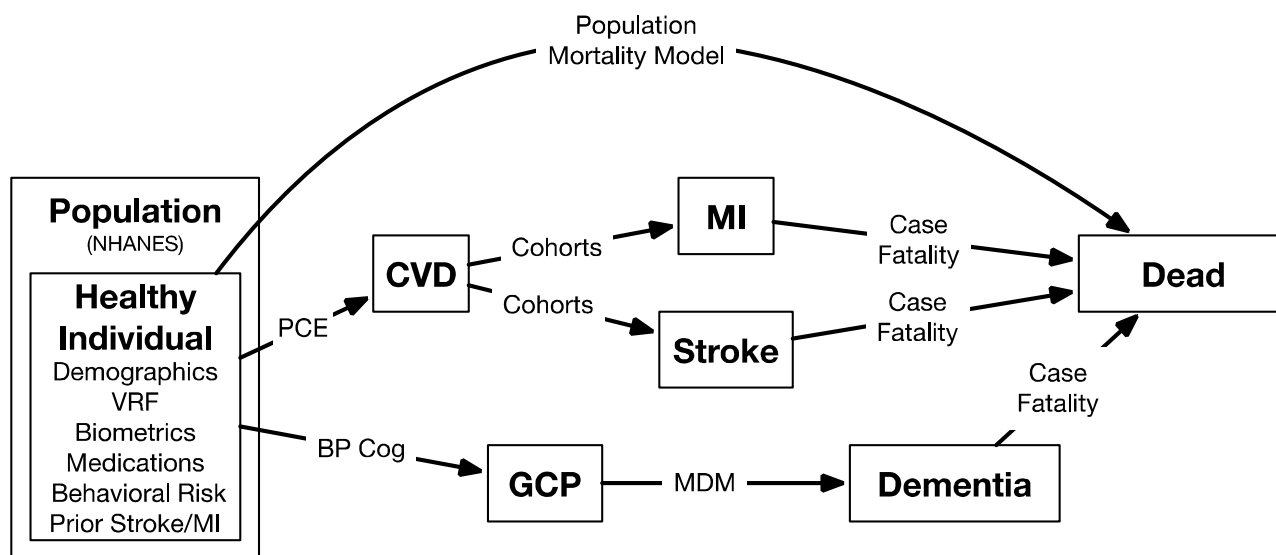 Population
Mortality Model
Population
(NHANES)
Healthy
Individual
Demographics
VRF
Biometrics
Medications
Behavioral Risk
Prior Stroke/MI
PCE
BP Cog
CVD
Cohorts
Cohorts
MI
Stroke
GCP
MDM
Dementia
Case
Fatality
Case
Fatality
Case
Fatality
Dead